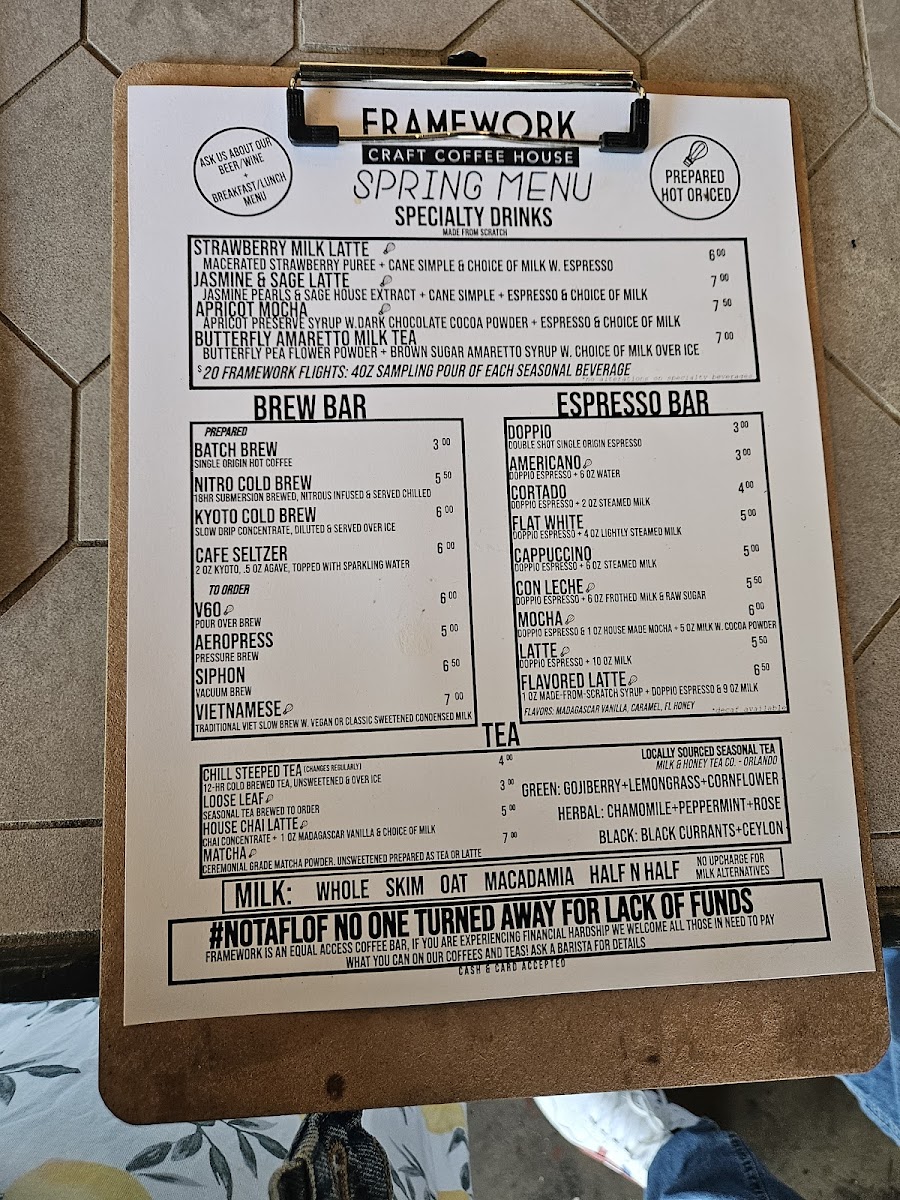 FRAMEWORK
CRAFT COFFEE HOUSE
SPRING MENU
ASK US ABOUT OUR
BEER/WINE
+
BREAKFAST/LUNCH
MENU
PREPARED
HOT OR ICED
SPECIALTY DRINKS
MADE FROM SCRATCH
STRAWBERRY MILK LATTE 6 00
MACERATED STRAWBERRY PUREE + CANE SIMPLE & CHOICE OF MILK W. ESPRESSO
JASMINE & SAGE LATTE 7 00
JASMINE PEARLS & SAGE HOUSE EXTRACT + CANE SIMPLE + ESPRESSO & CHOICE OF MILK
APRICOT MOCHA 7 50
APRICOT PRESERVE SYRUP W.DARK CHOCOLATE COCOA POWDER + ESPRESSO & CHOICE OF MILK
BUTTERFLY AMARETTO MILK TEA 7 00
BUTTERFLY PEA FLOWER POWDER + BROWN SUGAR AMARETTO SYRUP W. CHOICE OF MILK OVER ICE
$20 FRAMEWORK FLIGHTS: 4OZ SAMPLING POUR OF EACH SEASONAL BEVERAGE
*no alterations on specialty beverages
BREW BAR
PREPARED
BATCH BREW 3 00
SINGLE ORIGIN HOT COFFEE
NITRO COLD BREW 5 50
18HR SUBMERSION BREWED, NITROUS INFUSED & SERVED CHILLED
KYOTO COLD BREW 6 00
SLOW DRIP CONCENTRATE, DILUTED & SERVED OVER ICE
CAFE SELTZER 6 00
2 OZ KYOTO, .5 OZ AGAVE, TOPPED WITH SPARKLING WATER
TO ORDER
V60 6 00
POUR OVER BREW
AEROPRESS 5 00
PRESSURE BREW
SIPHON 6 50
VACUUM BREW
VIETNAMESE 7 00
TRADITIONAL VIET SLOW BREW W. VEGAN OR CLASSIC SWEETENED CONDENSED MILK
ESPRESSO BAR
DOPPIO 3 00
DOUBLE SHOT SINGLE ORIGIN ESPRESSO
AMERICANO 3 00
DOPPIO ESPRESSO + 6 OZ WATER
CORTADO 4 00
DOPPIO ESPRESSO + 2 OZ STEAMED MILK
FLAT WHITE 5 00
DOPPIO ESPRESSO + 4 OZ LIGHTLY STEAMED MILK
CAPPUCCINO 5 00
DOPPIO ESPRESSO + 6 OZ STEAMED MILK
CON LECHE 5 50
DOPPIO ESPRESSO + 6 OZ FROTHED MILK & RAW SUGAR
MOCHA 6 00
DOPPIO ESPRESSO & 1 OZ HOUSE MADE MOCHA + 5 OZ MILK W. COCOA POWDER
LATTE 5 50
DOPPIO ESPRESSO + 10 OZ MILK
FLAVORED LATTE 6 50
1 OZ MADE-FROM-SCRATCH SYRUP + DOPPIO ESPRESSO & 9 OZ MILK
FLAVORS: MADAGASCAR VANILLA, CARAMEL, FL HONEY
*decaf available
TEA
CHILL STEEPED TEA (CHANGES REGULARLY) 4 00
12-HR COLD BREWED TEA, UNSWEETENED & OVER ICE
LOOSE LEAF 3 00
SEASONAL TEA BREWED TO ORDER
HOUSE CHAI LATTE 5 00
CHAI CONCENTRATE + 1 OZ MADAGASCAR VANILLA & CHOICE OF MILK
MATCHA 7 00
CEREMONIAL GRADE MATCHA POWDER. UNSWEETENED PREPARED AS TEA OR LATTE
LOCALLY SOURCED SEASONAL TEA
MILK & HONEY TEA CO. - ORLANDO
GREEN: GOJIBERRY+LEMONGRASS+CORNFLOWER
HERBAL: CHAMOMILE+PEPPERMINT+ROSE
BLACK: BLACK CURRANTS+CEYLON
MILK: WHOLE SKIM OAT MACADAMIA HALF N HALF
NO UPCHARGE FOR
MILK ALTERNATIVES
#NOTAFLOF NO ONE TURNED AWAY FOR LACK OF FUNDS
FRAMEWORK IS AN EQUAL ACCESS COFFEE BAR, IF YOU ARE EXPERIENCING FINANCIAL HARDSHIP WE WELCOME ALL THOSE IN NEED TO PAY
WHAT YOU CAN ON OUR COFFEES AND TEAS! ASK A BARISTA FOR DETAILS
CASH & CARD ACCEPTED